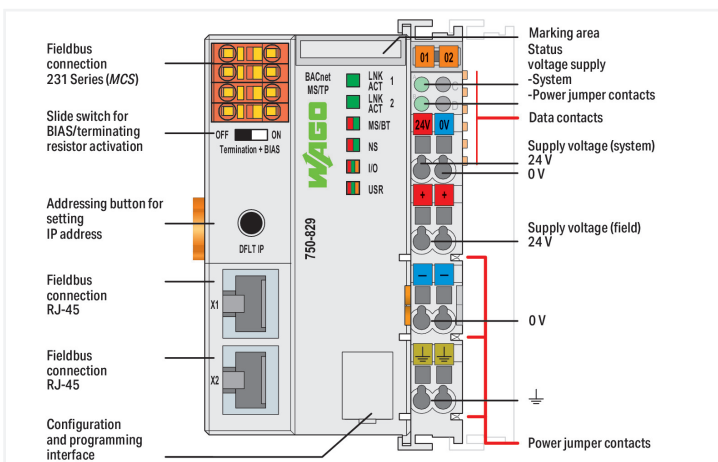 Fieldbus
connection
231 Series (MCS)
Slide switch for
BIAS/terminating
resistor activation
Addressing button for
setting
IP address
Fieldbus
connection
RJ-45
Fieldbus
connection
RJ-45
Configuration
and programming
interface
OFF ON
Termination + BIAS
DFLT IP
X1
X2
BACnet
MS/TP
WAGO
750-829
LNK
ACT 1
LNK
ACT 2
MS/BT
NS
I/O
USR
01 02
24V 0V
+ +
— —
Marking area
Status
voltage supply
-System
-Power jumper contacts
Data contacts
Supply voltage (system)
24 V
0 V
Supply voltage (field)
24 V
0 V
Power jumper contacts